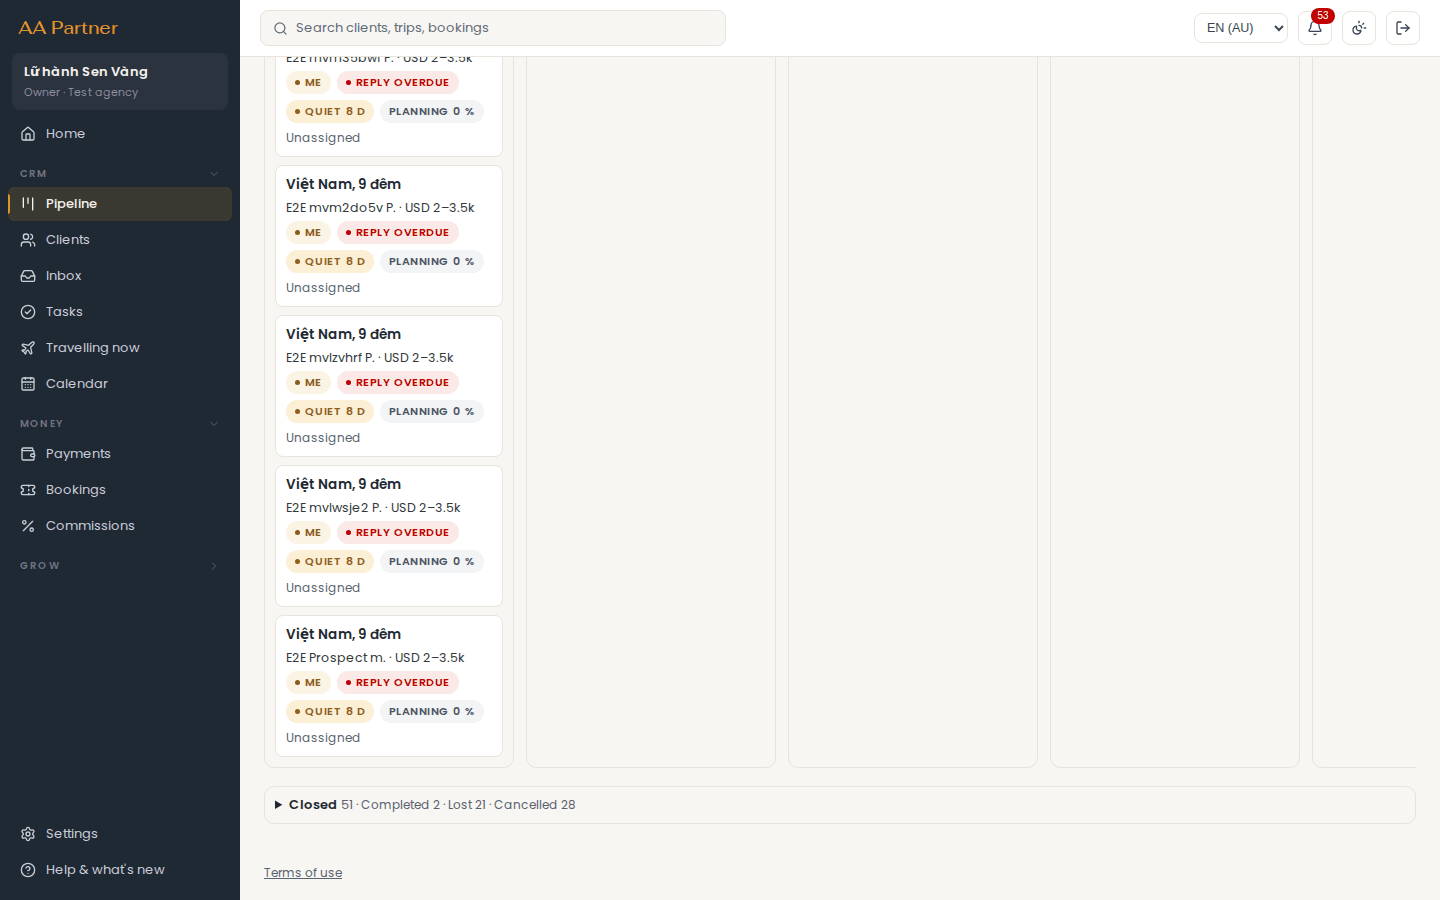 AA Partner
Lữ hành Sen Vàng
Owner · Test agency
Home
CRM
Pipeline
Clients
Inbox
Tasks
Travelling now
Calendar
MONEY
Payments
Bookings
Commissions
GROW
Settings
Help & what's new
Search clients, trips, bookings
EN (AU)
53
ME
REPLY OVERDUE
QUIET 8 D
PLANNING 0 %
Unassigned
Việt Nam, 9 đêm
E2E mvm2do5v P. · USD 2–3.5k
ME
REPLY OVERDUE
QUIET 8 D
PLANNING 0 %
Unassigned
Việt Nam, 9 đêm
E2E mvlzvhrf P. · USD 2–3.5k
ME
REPLY OVERDUE
QUIET 8 D
PLANNING 0 %
Unassigned
Việt Nam, 9 đêm
E2E mvlwsje2 P. · USD 2–3.5k
ME
REPLY OVERDUE
QUIET 8 D
PLANNING 0 %
Unassigned
Việt Nam, 9 đêm
E2E Prospect m. · USD 2–3.5k
ME
REPLY OVERDUE
QUIET 8 D
PLANNING 0 %
Unassigned
Closed 51 · Completed 2 · Lost 21 · Cancelled 28
Terms of use